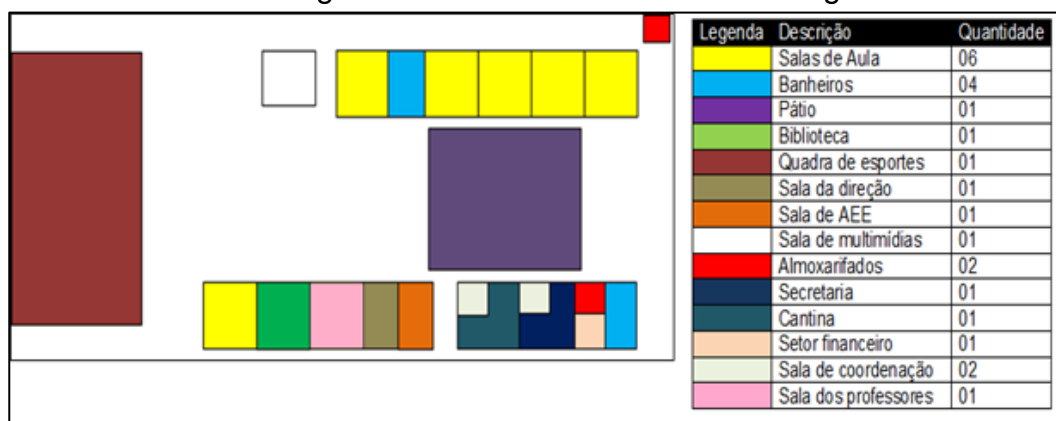 Legenda Descrição Quantidade
Salas de Aula 06
Banheiros 04
Pátio 01
Biblioteca 01
Quadra de esportes 01
Sala da direção 01
Sala de AEE 01
Sala de multimídias 01
Almoxarifados 02
Secretaria 01
Cantina 01
Setor financeiro 01
Sala de coordenação 02
Sala dos professores 01